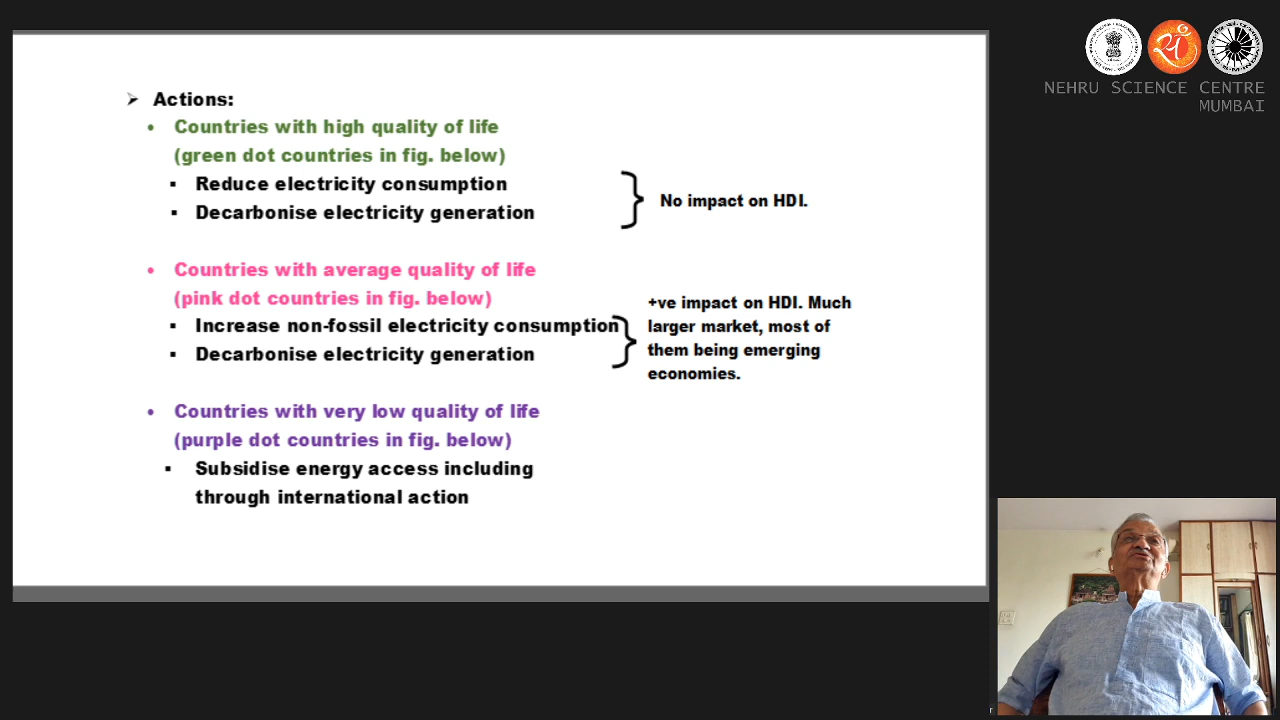 NEHRU SCIENCE CENTRE
MUMBAI
➢ Actions:
• Countries with high quality of life
(green dot countries in fig. below)
▪ Reduce electricity consumption
▪ Decarbonise electricity generation
No impact on HDI.
• Countries with average quality of life
(pink dot countries in fig. below)
▪ Increase non-fossil electricity consumption
▪ Decarbonise electricity generation
+ve impact on HDI. Much
larger market, most of
them being emerging
economies.
• Countries with very low quality of life
(purple dot countries in fig. below)
▪ Subsidise energy access including
through international action